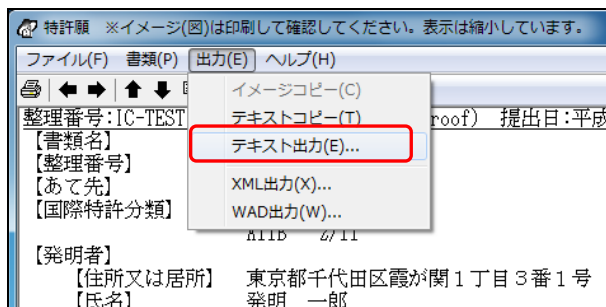 特許願 ※イメージ(図)は印刷して確認してください。表示は縮小しています。
ファイル(F) 書類(P) 出力(E) ヘルプ(H)
イメージコピー(C)
テキストコピー(T)
テキスト出力(E)...
XML出力(X)...
WAD出力(W)...
整理番号:IC-TEST roof) 提出日:平成
【書類名】
【整理番号】
【あて先】
【国際特許分類】
【発明者】
【住所又は居所】 東京都千代田区霞が関1丁目3番1号
【氏名】 発明 一郎